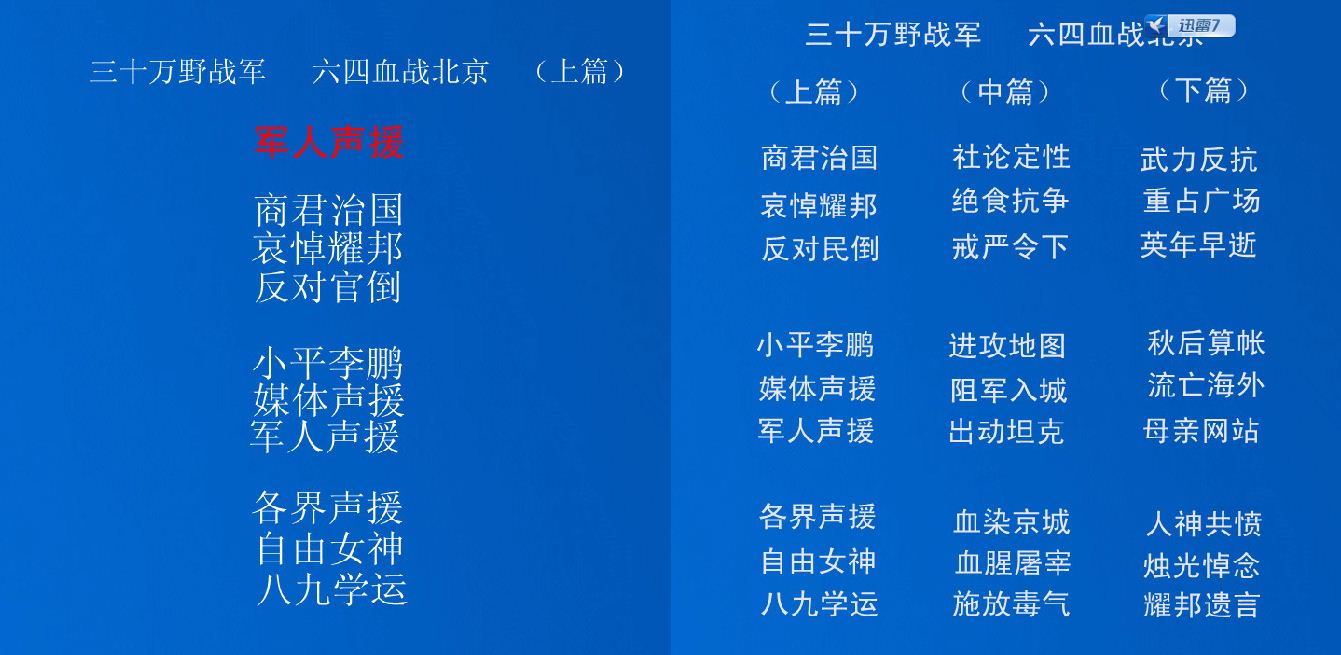 三十万野战军 六四血战北京 （上篇）
军人声援
商君治国
哀悼耀邦
反对官倒
小平李鹏
媒体声援
军人声援
各界声援
自由女神
八九学运
三十万野战军 六四血战北京
迅雷7
（上篇） （中篇） （下篇）
商君治国 社论定性 武力反抗
哀悼耀邦 绝食抗争 重占广场
反对民倒 戒严令下 英年早逝
小平李鹏 进攻地图 秋后算帐
媒体声援 阻军入城 流亡海外
军人声援 出动坦克 母亲网站
各界声援 血染京城 人神共愤
自由女神 血腥屠宰 烛光悼念
八九学运 施放毒气 耀邦遗言